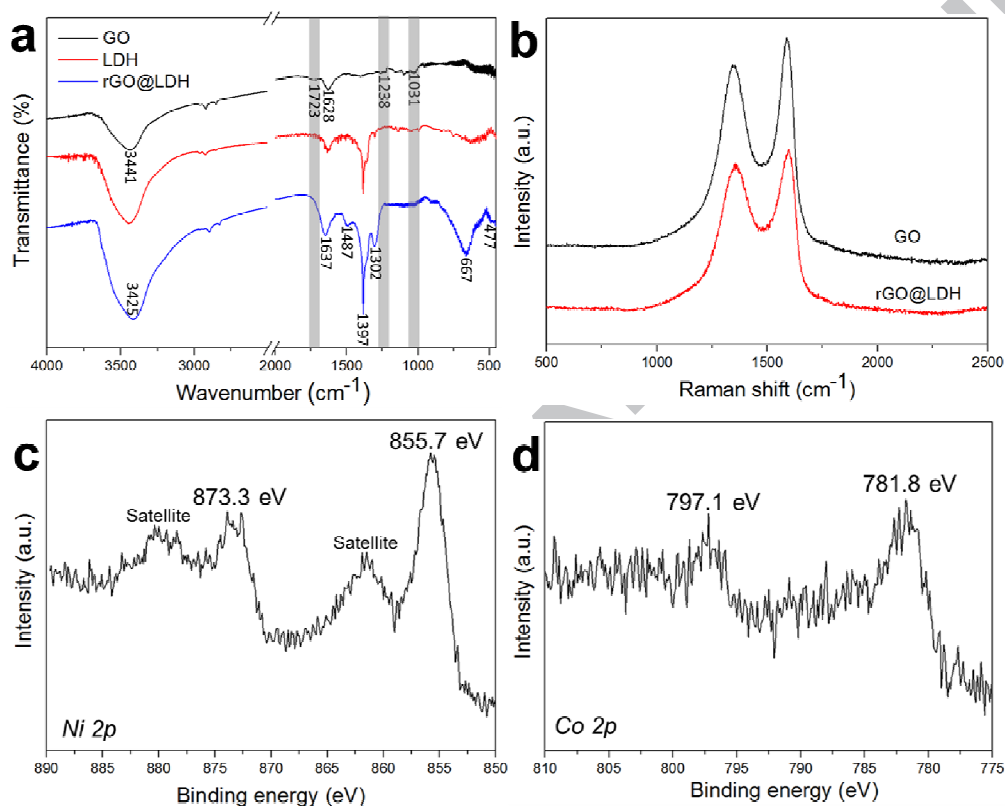 a
GO
LDH
rGO@LDH
3441
3425
1723
1628
1238
1031
1637
1487
1397
1302
667
477
Transmittance (%)
4000 3500 3000 2000 1500 1000 500
Wavenumber (cm⁻¹)
b
GO
rGO@LDH
Intensity (a.u.)
500 1000 1500 2000 2500
Raman shift (cm⁻¹)
c
855.7 eV
873.3 eV
Satellite
Satellite
Ni 2p
Intensity (a.u.)
890 885 880 875 870 865 860 855 850
Binding energy (eV)
d
797.1 eV
781.8 eV
Co 2p
Intensity (a.u.)
810 805 800 795 790 785 780 775
Binding energy (eV)